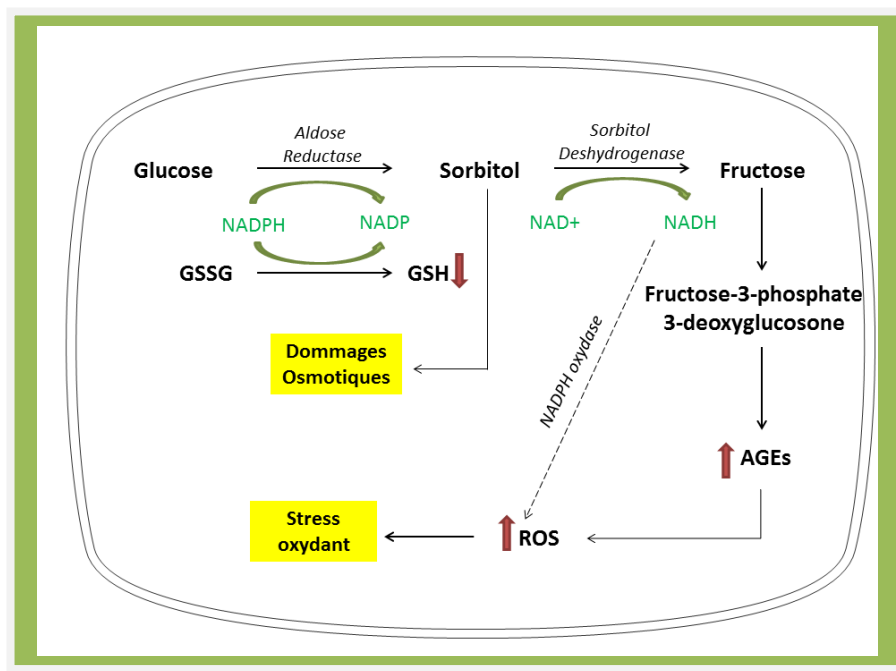 Aldose
Reductase
Sorbitol
Deshydrogenase
Glucose
Sorbitol
Fructose
NADPH
NADP
NAD+
NADH
GSSG
GSH
Fructose-3-phosphate
3-deoxyglucosone
Dommages
Osmotiques
NADPH oxydase
AGEs
Stress
oxydant
ROS